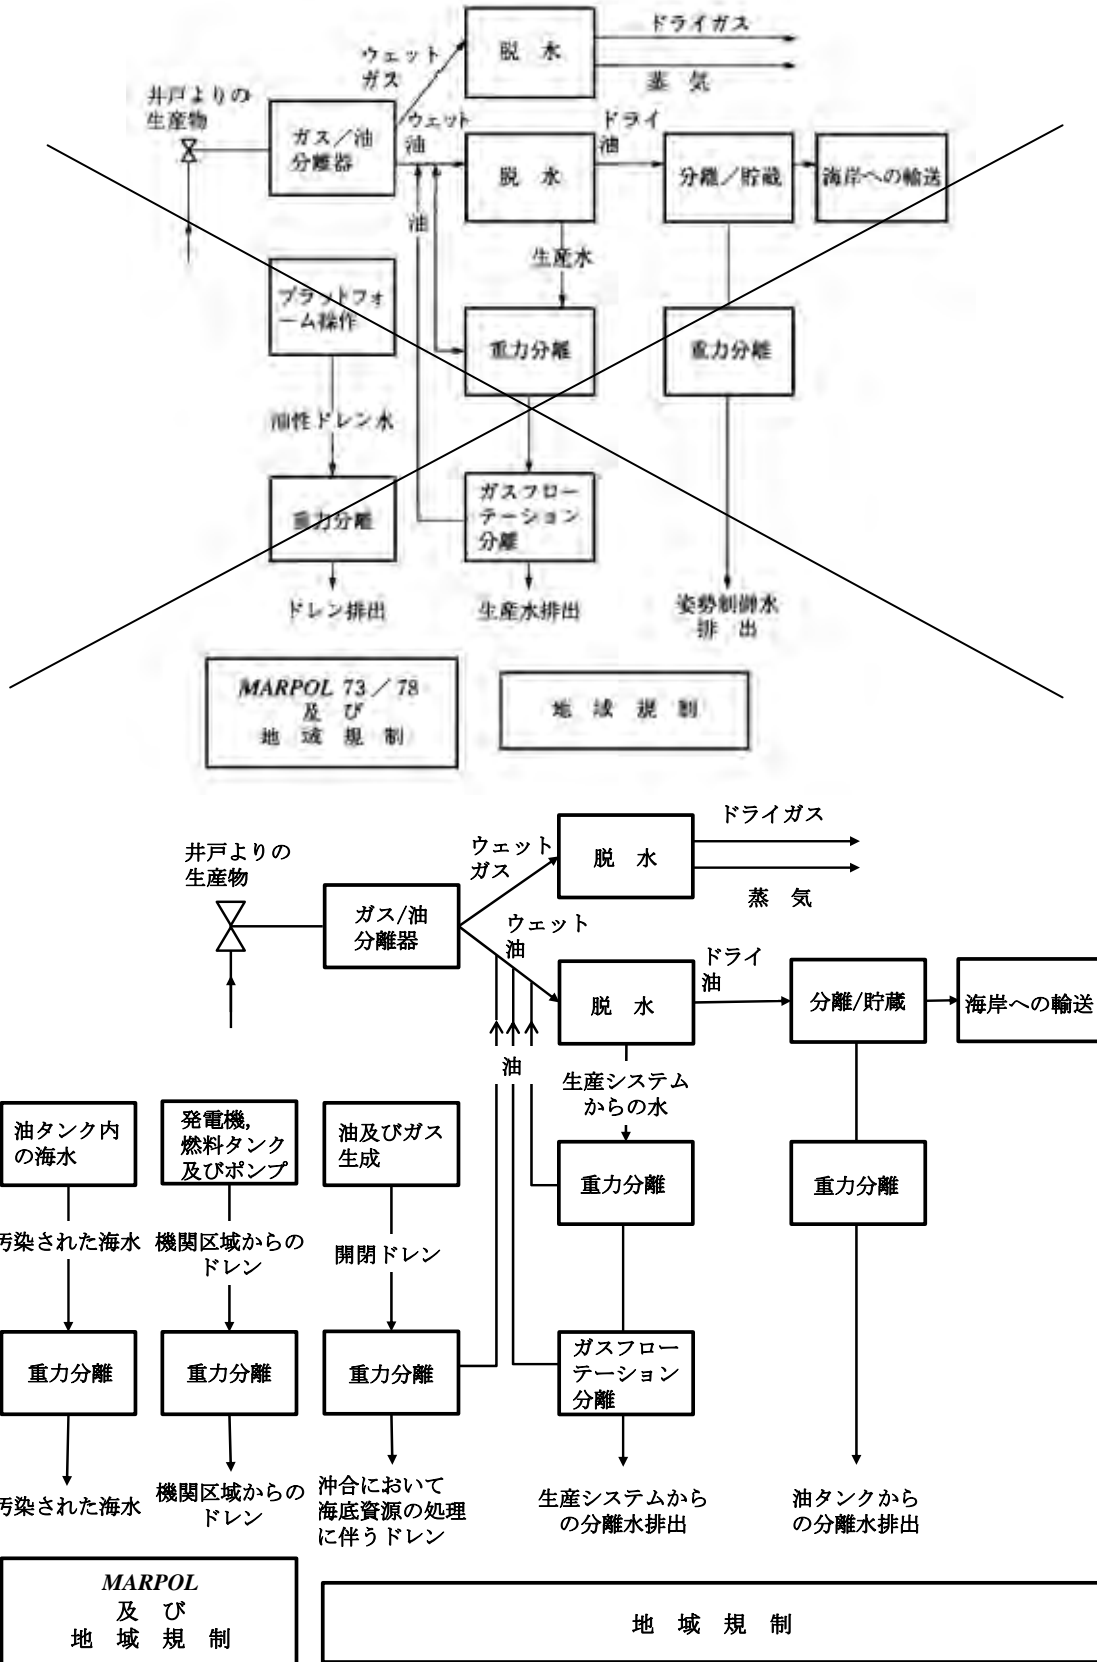 ドライガス
ウェット
ガス
脱 水
蒸 気
井戸よりの
生産物
ガス／油
分離器
ウェット
油
脱 水
ドライ
油
分離／貯蔵
海岸への輸送
油
生産水
プラットフォ
ーム操作
重力分離
重力分離
油性ドレン水
重力分離
ガスフロー
テーション
分離
ドレン排出
生産水排出
姿勢制御水
排 出
MARPOL 73／78
及 び
地 域 規 制
地 域 規 制
ドライガス
ウェット
ガス
脱 水
蒸 気
井戸よりの
生産物
ガス/油
分離器
ウェット
油
脱 水
ドライ
油
分離/貯蔵
海岸への輸送
油
生産システム
からの水
油タンク内
の海水
発電機,
燃料タンク
及びポンプ
油及びガス
生成
重力分離
重力分離
汚染された海水
機関区域からの
ドレン
開閉ドレン
重力分離
重力分離
重力分離
ガスフロー
テーション
分離
汚染された海水
機関区域からの
ドレン
沖合において
海底資源の処理
に伴うドレン
生産システムから
の分離水排出
油タンクから
の分離水排出
MARPOL
及 び
地 域 規 制
地 域 規 制